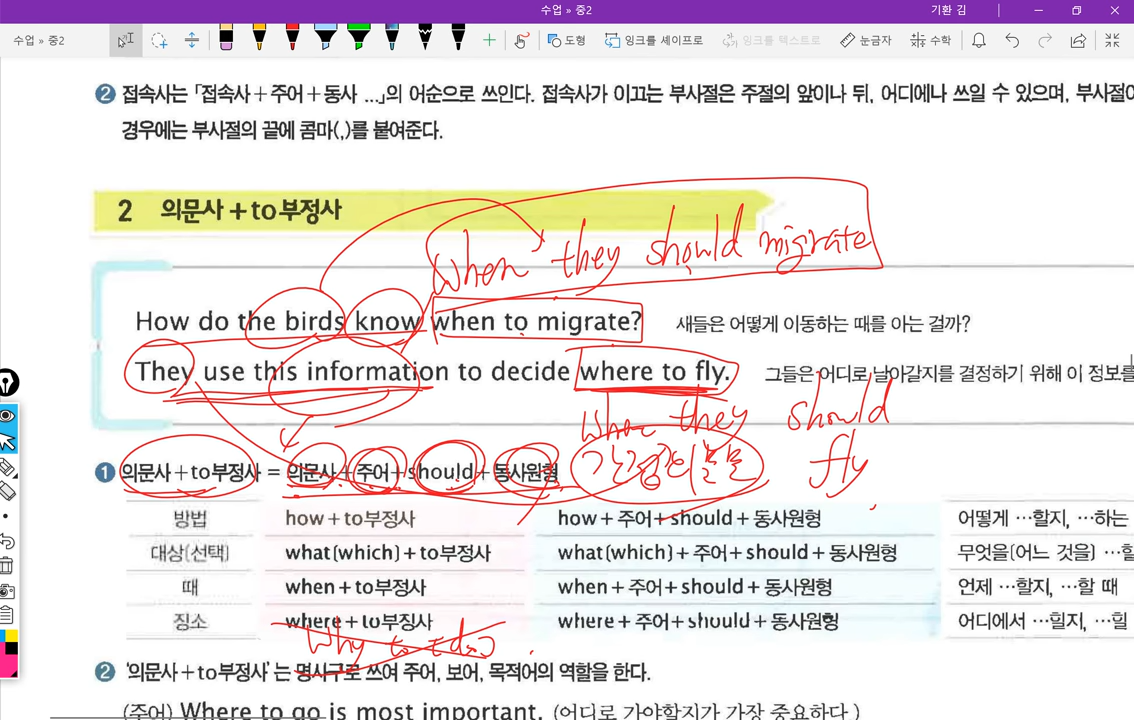 수업 » 중2
기환 김
수업 » 중2
도형
잉크를 셰이프로
잉크를 텍스트로
눈금자
수학
2 접속사는 「접속사+주어+동사 ...」의 어순으로 쓰인다. 접속사가 이끄는 부사절은 주절의 앞이나 뒤, 어디에나 쓰일 수 있으며, 부사절이
경우에는 부사절의 끝에 콤마(,)를 붙여준다.
2 의문사+to부정사
when they should migrate
How do the birds know when to migrate? 새들은 어떻게 이동하는 때를 아는 걸까?
They use this information to decide where to fly. 그들은 어디로 날아갈지를 결정하기 위해 이 정보를
where they should
fly
1 의문사+to부정사 = 의문사+주어+should+동사원형 간접의문문
방법 how+to부정사 how+주어+should+동사원형 어떻게 …할지, …하는
대상(선택) what(which)+to부정사 what(which)+주어+should+동사원형 무엇을(어느 것을) …할
때 when+to부정사 when+주어+should+동사원형 언제 …할지, …할 때
장소 where+to부정사 where+주어+should+동사원형 어디에서 …할지, …할
why to
2 '의문사+to부정사'는 명사구로 쓰여 주어, 보어, 목적어의 역할을 한다.
(주어) Where to go is most important. (어디로 가야할지가 가장 중요하다.)